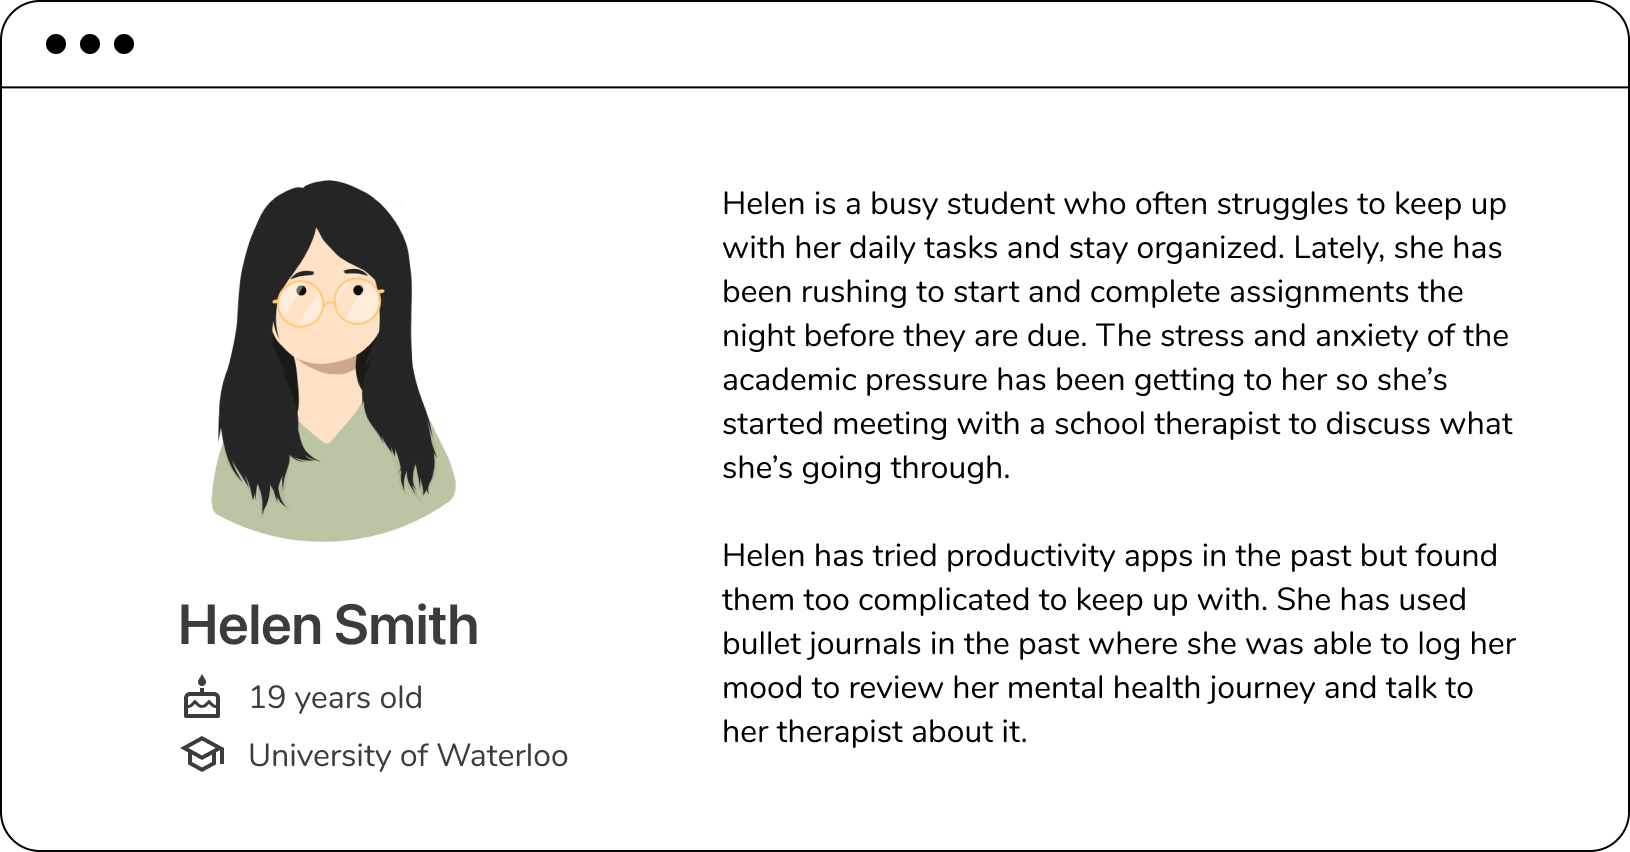 Helen Smith
19 years old
University of Waterloo
Helen is a busy student who often struggles to keep up
with her daily tasks and stay organized. Lately, she has
been rushing to start and complete assignments the
night before they are due. The stress and anxiety of the
academic pressure has been getting to her so she’s
started meeting with a school therapist to discuss what
she’s going through.
Helen has tried productivity apps in the past but found
them too complicated to keep up with. She has used
bullet journals in the past where she was able to log her
mood to review her mental health journey and talk to
her therapist about it.